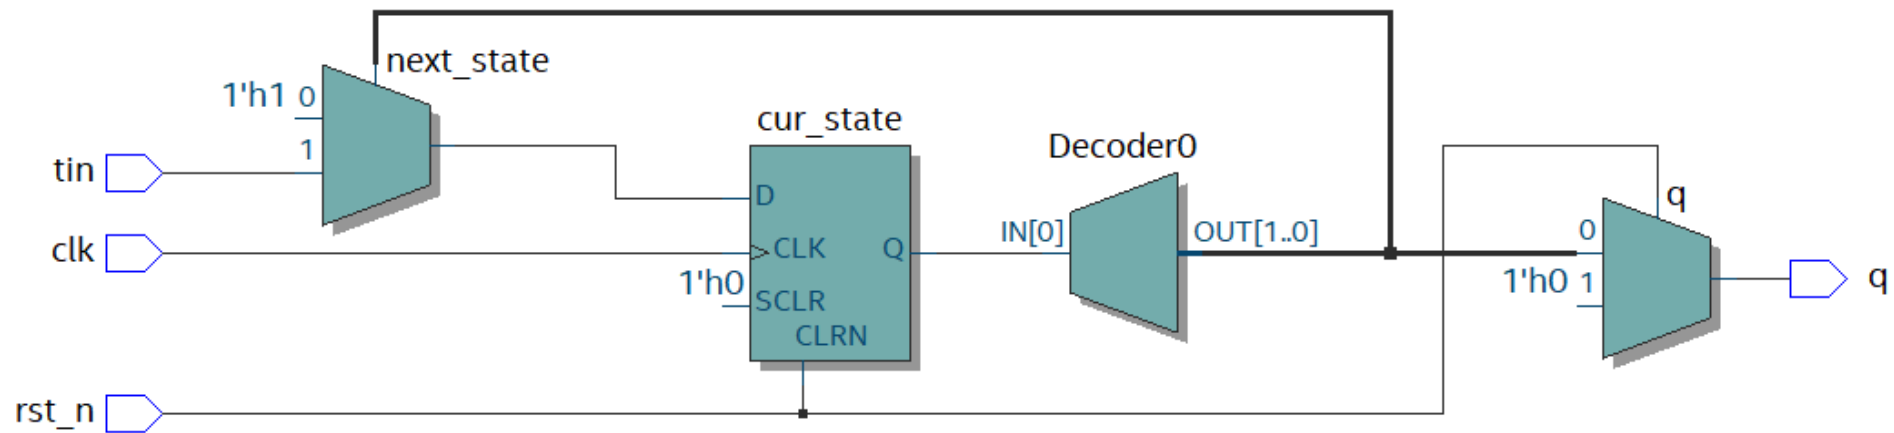 next_state
1'h1 0
1
tin
cur_state
D
clk
CLK
Q
1'h0
SCLR
CLRN
Decoder0
IN[0]
OUT[1..0]
q
0
1'h0 1
q
rst_n